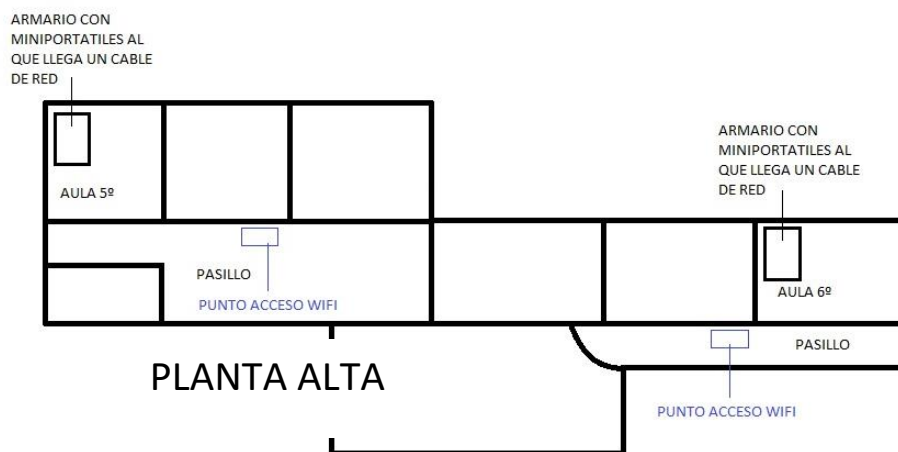 ARMARIO CON
MINIPORTATILES AL
QUE LLEGA UN CABLE
DE RED
ARMARIO CON
MINIPORTATILES AL
QUE LLEGA UN CABLE
DE RED
AULA 5º
PASILLO
PUNTO ACCESO WIFI
AULA 6º
PASILLO
PLANTA ALTA
PUNTO ACCESO WIFI